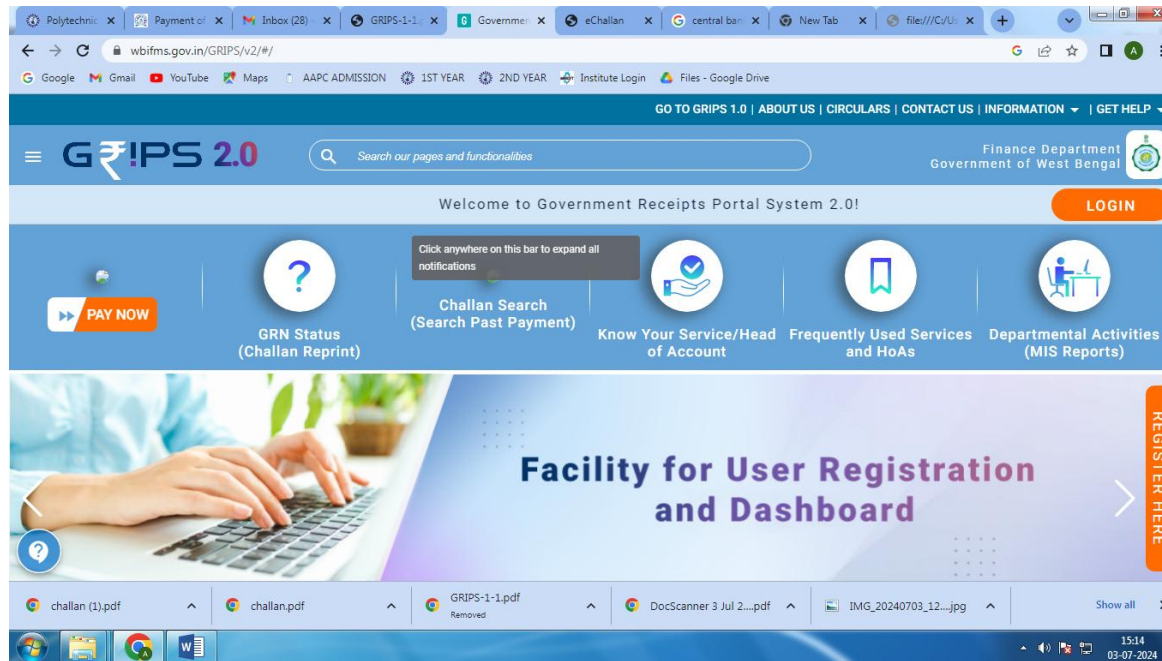 Polytechnic
Payment of
Inbox (28) -
GRIPS-1-1.p
Governmen
eChallan
central ban
New Tab
file:///C:/Us
wbifms.gov.in/GRIPS/v2/#/
G
A
Google
Gmail
YouTube
Maps
AAPC ADMISSION
1ST YEAR
2ND YEAR
Institute Login
Files - Google Drive
GO TO GRIPS 1.0 | ABOUT US | CIRCULARS | CONTACT US | INFORMATION | GET HELP
G₹!PS 2.0
Search our pages and functionalities
Finance Department
Government of West Bengal
Welcome to Government Receipts Portal System 2.0!
LOGIN
Click anywhere on this bar to expand all
notifications
PAY NOW
GRN Status
(Challan Reprint)
Challan Search
(Search Past Payment)
Know Your Service/Head
of Account
Frequently Used Services
and HoAs
Departmental Activities
(MIS Reports)
Facility for User Registration
and Dashboard
REGISTER HERE
challan (1).pdf
challan.pdf
GRIPS-1-1.pdf
Removed
DocScanner 3 Jul 2....pdf
IMG_20240703_12....jpg
Show all
15:14
03-07-2024